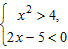 { x² > 4,
2x − 5 < 0